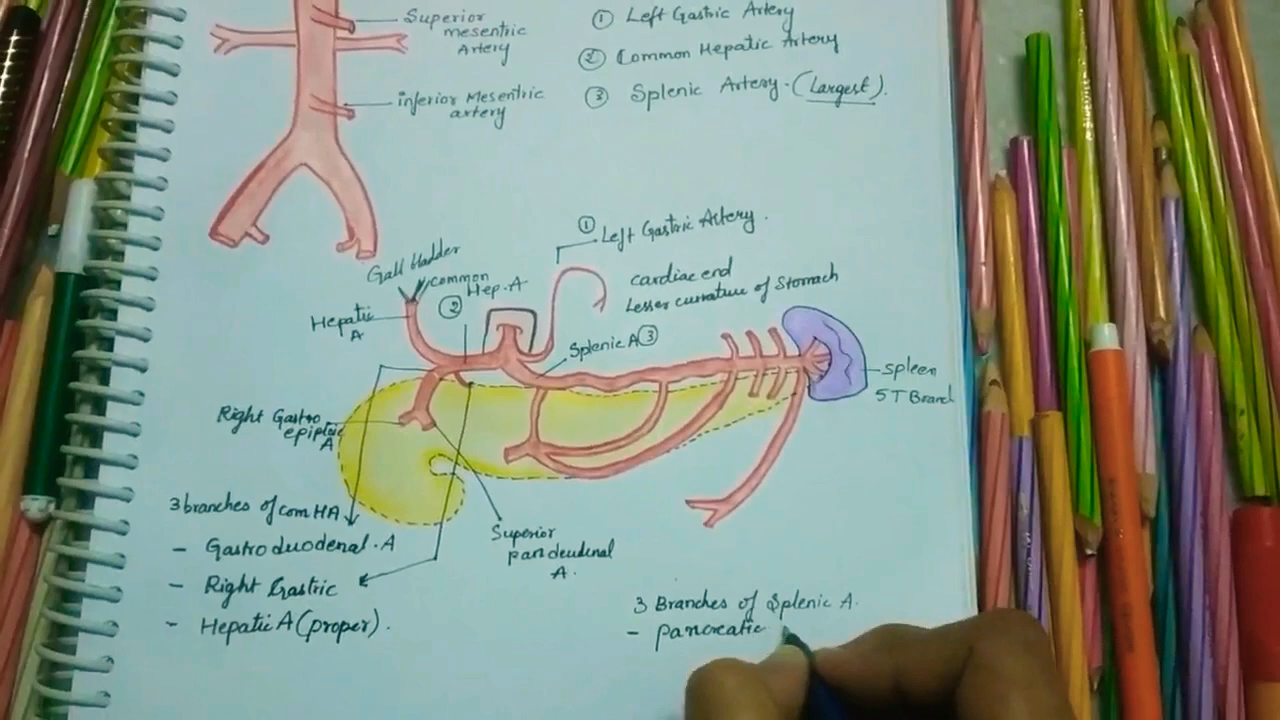 Superior
mesentric
Artery
inferior Mesentric
artery
① Left Gastric Artery
② Common Hepatic Artery
③ Splenic Artery. (Largest).
① Left Gastric Artery.
cardiac end
Lesser curvature of Stomach
Gall bladder
common
Hep. A
②
Hepatic
A
Splenic A ③
Spleen
5 T Branch
Right Gastro
epiploic
A
Superior
pandeudenal
A.
3 branches of com HA
- Gastroduodenal. A
- Right Gastric
- Hepatic A (proper).
3 Branches of Splenic A.
- pancreatic